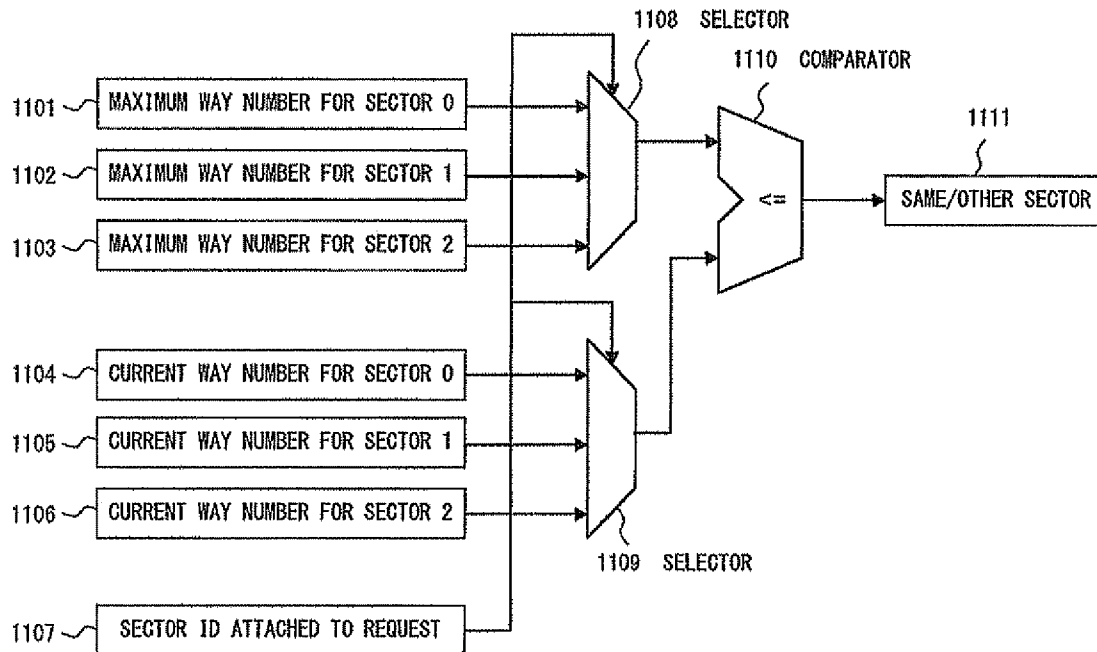 1108 SELECTOR
1110 COMPARATOR
1101 MAXIMUM WAY NUMBER FOR SECTOR 0
1111
1102 MAXIMUM WAY NUMBER FOR SECTOR 1
<=
SAME/OTHER SECTOR
1103 MAXIMUM WAY NUMBER FOR SECTOR 2
1104 CURRENT WAY NUMBER FOR SECTOR 0
1105 CURRENT WAY NUMBER FOR SECTOR 1
1106 CURRENT WAY NUMBER FOR SECTOR 2
1109 SELECTOR
1107 SECTOR ID ATTACHED TO REQUEST